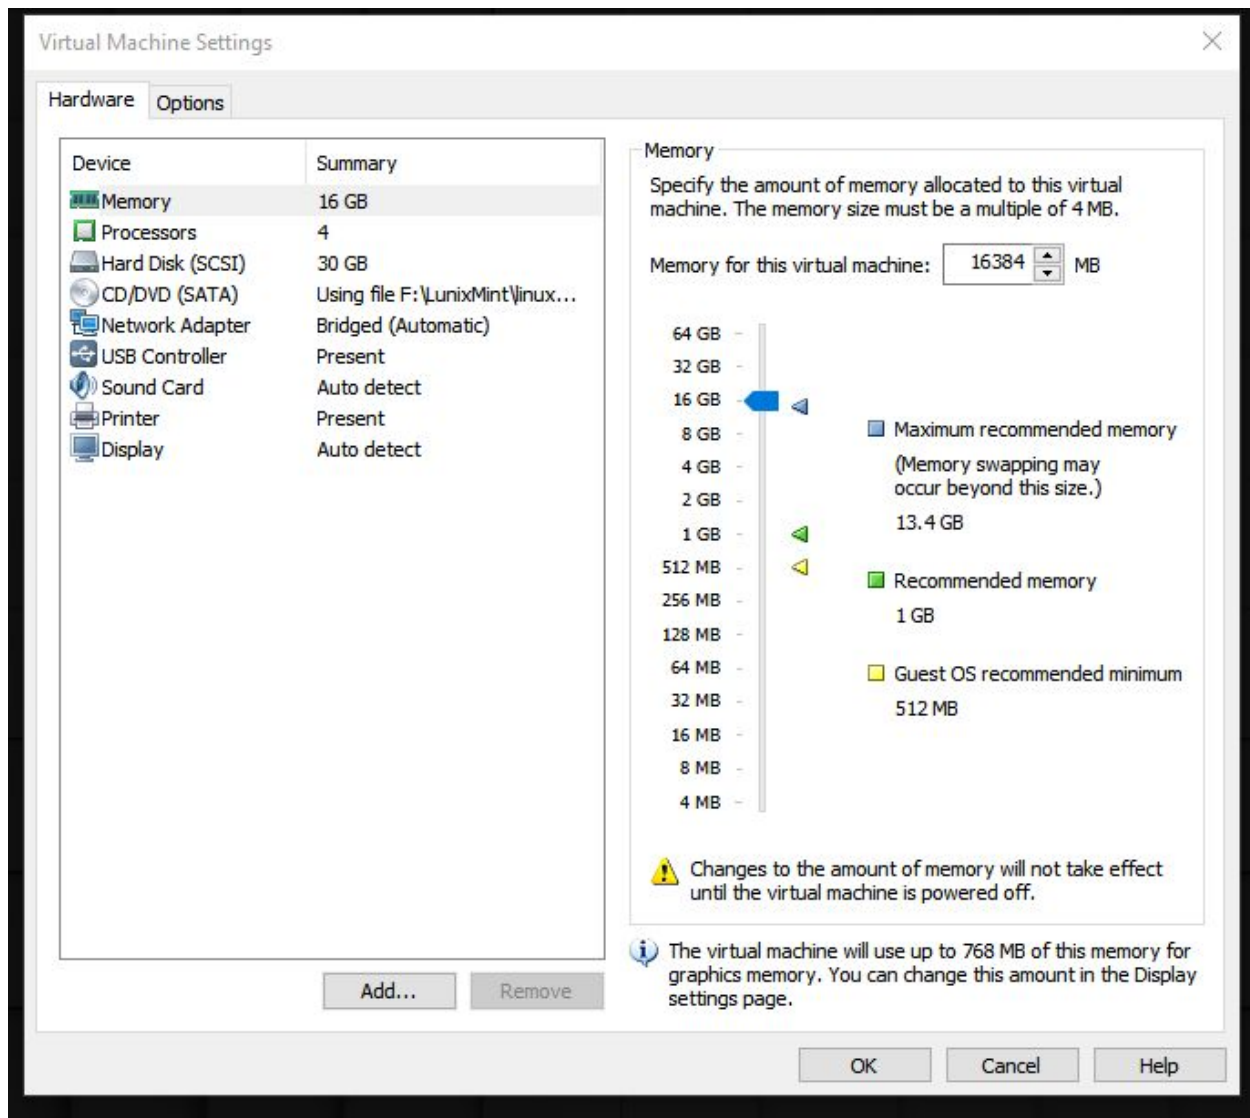 Virtual Machine Settings
Hardware
Options
Device Summary
Memory 16 GB
Processors 4
Hard Disk (SCSI) 30 GB
CD/DVD (SATA) Using file F:\LunixMint\linux...
Network Adapter Bridged (Automatic)
USB Controller Present
Sound Card Auto detect
Printer Present
Display Auto detect
Add...
Remove
Memory
Specify the amount of memory allocated to this virtual
machine. The memory size must be a multiple of 4 MB.
Memory for this virtual machine: 16384 MB
64 GB
32 GB
16 GB
8 GB
4 GB
2 GB
1 GB
512 MB
256 MB
128 MB
64 MB
32 MB
16 MB
8 MB
4 MB
Maximum recommended memory
(Memory swapping may
occur beyond this size.)
13.4 GB
Recommended memory
1 GB
Guest OS recommended minimum
512 MB
Changes to the amount of memory will not take effect
until the virtual machine is powered off.
The virtual machine will use up to 768 MB of this memory for
graphics memory. You can change this amount in the Display
settings page.
OK
Cancel
Help